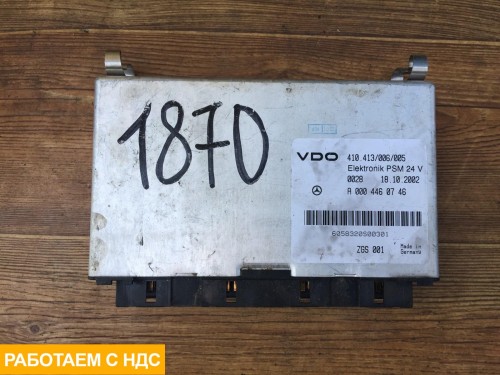 1870
VDO 410.413/006/005
Elektronik PSM 24 V
0028 18.10.2002
A 000 446 07 46
6058320900301
ZGS 001
Made in
Germany
РАБОТАЕМ С НДС